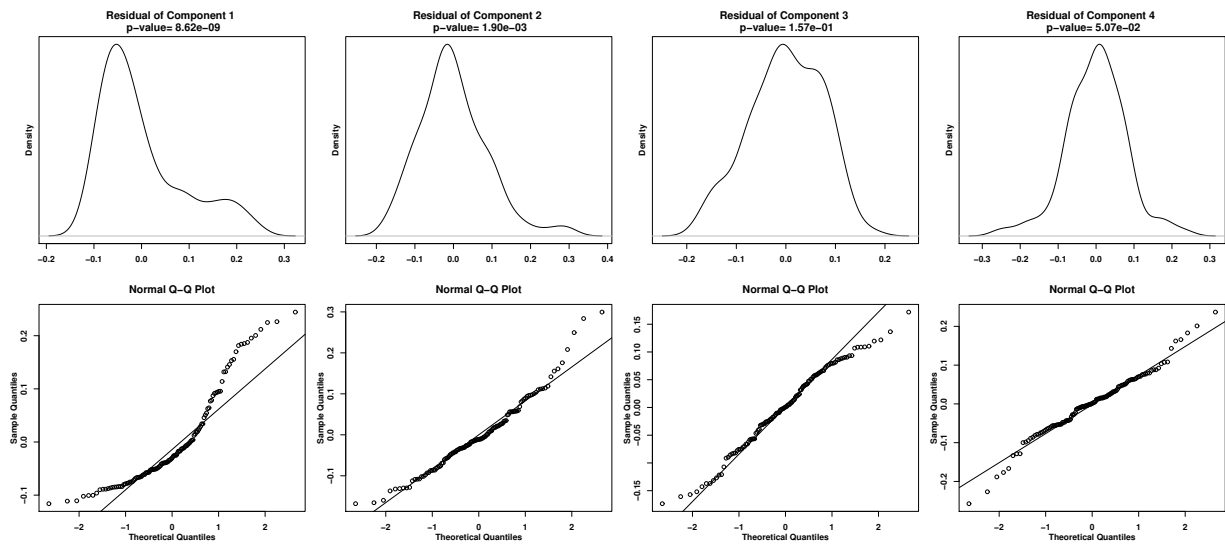 Residual of Component 1
p−value= 8.62e−09
Density
−0.2 −0.1 0.0 0.1 0.2 0.3
Residual of Component 2
p−value= 1.90e−03
Density
−0.2 −0.1 0.0 0.1 0.2 0.3 0.4
Residual of Component 3
p−value= 1.57e−01
Density
−0.2 −0.1 0.0 0.1 0.2
Residual of Component 4
p−value= 5.07e−02
Density
−0.3 −0.2 −0.1 0.0 0.1 0.2 0.3
Normal Q−Q Plot
Sample Quantiles
0.2
0.1
0.0
−0.1
−2 −1 0 1 2
Theoretical Quantiles
Normal Q−Q Plot
Sample Quantiles
0.3
0.2
0.1
0.0
−0.1
−2 −1 0 1 2
Theoretical Quantiles
Normal Q−Q Plot
Sample Quantiles
0.15
0.10
0.05
0.00
−0.05
−0.15
−2 −1 0 1 2
Theoretical Quantiles
Normal Q−Q Plot
Sample Quantiles
0.2
0.1
0.0
−0.1
−0.2
−2 −1 0 1 2
Theoretical Quantiles